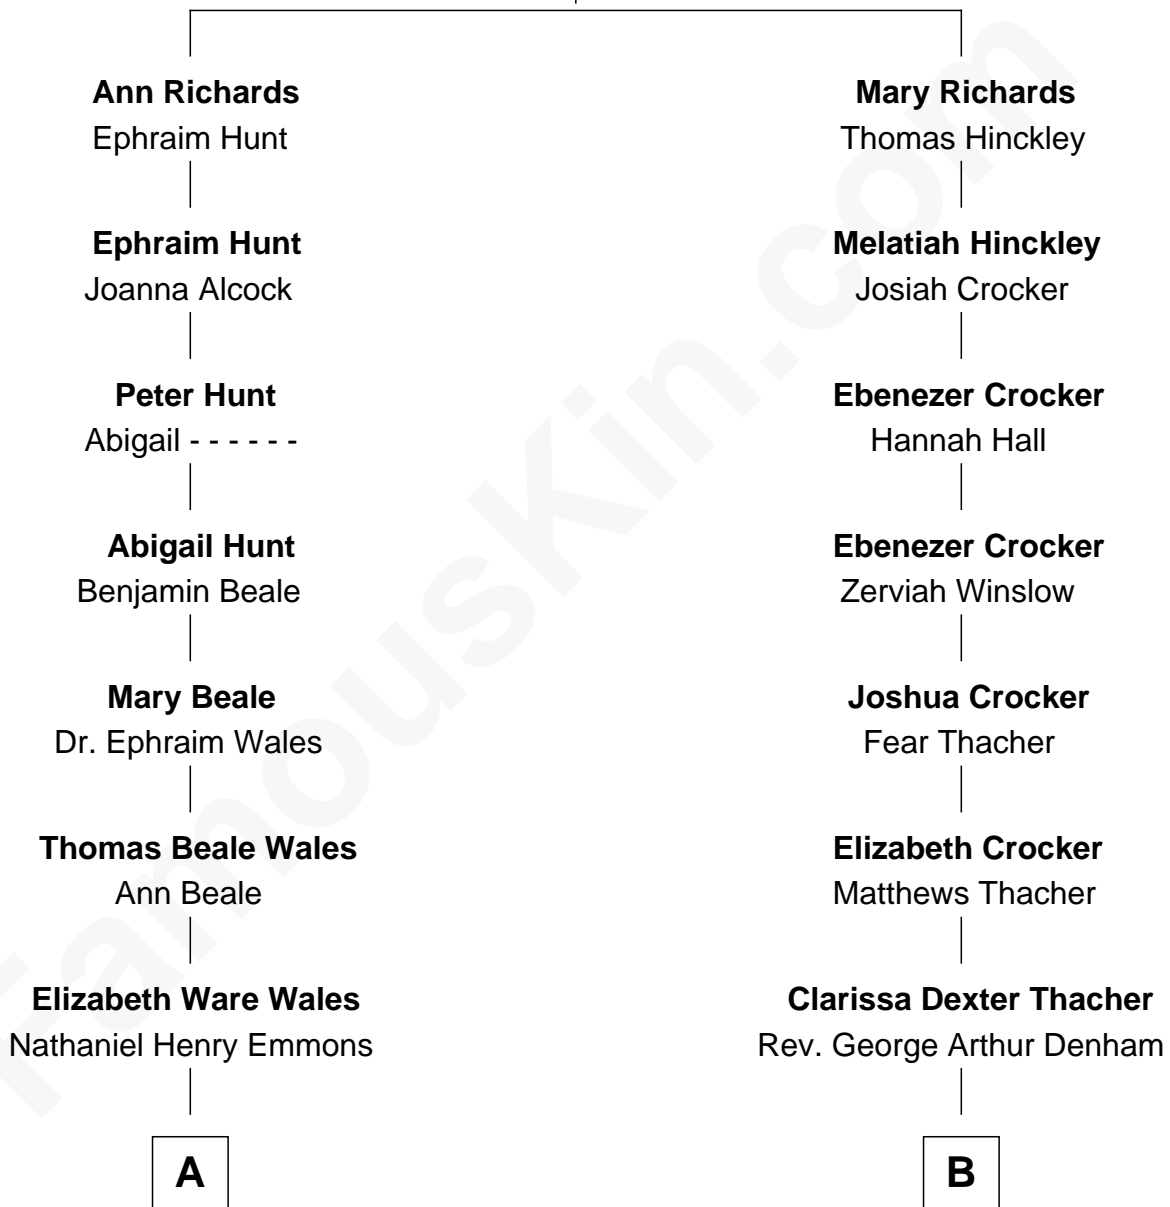 Ann Richards
Ephraim Hunt
Ephraim Hunt
Joanna Alcock
Peter Hunt
Abigail - - - - - -
Abigail Hunt
Benjamin Beale
Mary Beale
Dr. Ephraim Wales
Thomas Beale Wales
Ann Beale
Elizabeth Ware Wales
Nathaniel Henry Emmons
A
Mary Richards
Thomas Hinckley
Melatiah Hinckley
Josiah Crocker
Ebenezer Crocker
Hannah Hall
Ebenezer Crocker
Zerviah Winslow
Joshua Crocker
Fear Thacher
Elizabeth Crocker
Matthews Thacher
Clarissa Dexter Thacher
Rev. George Arthur Denham
B
FamousKin.com